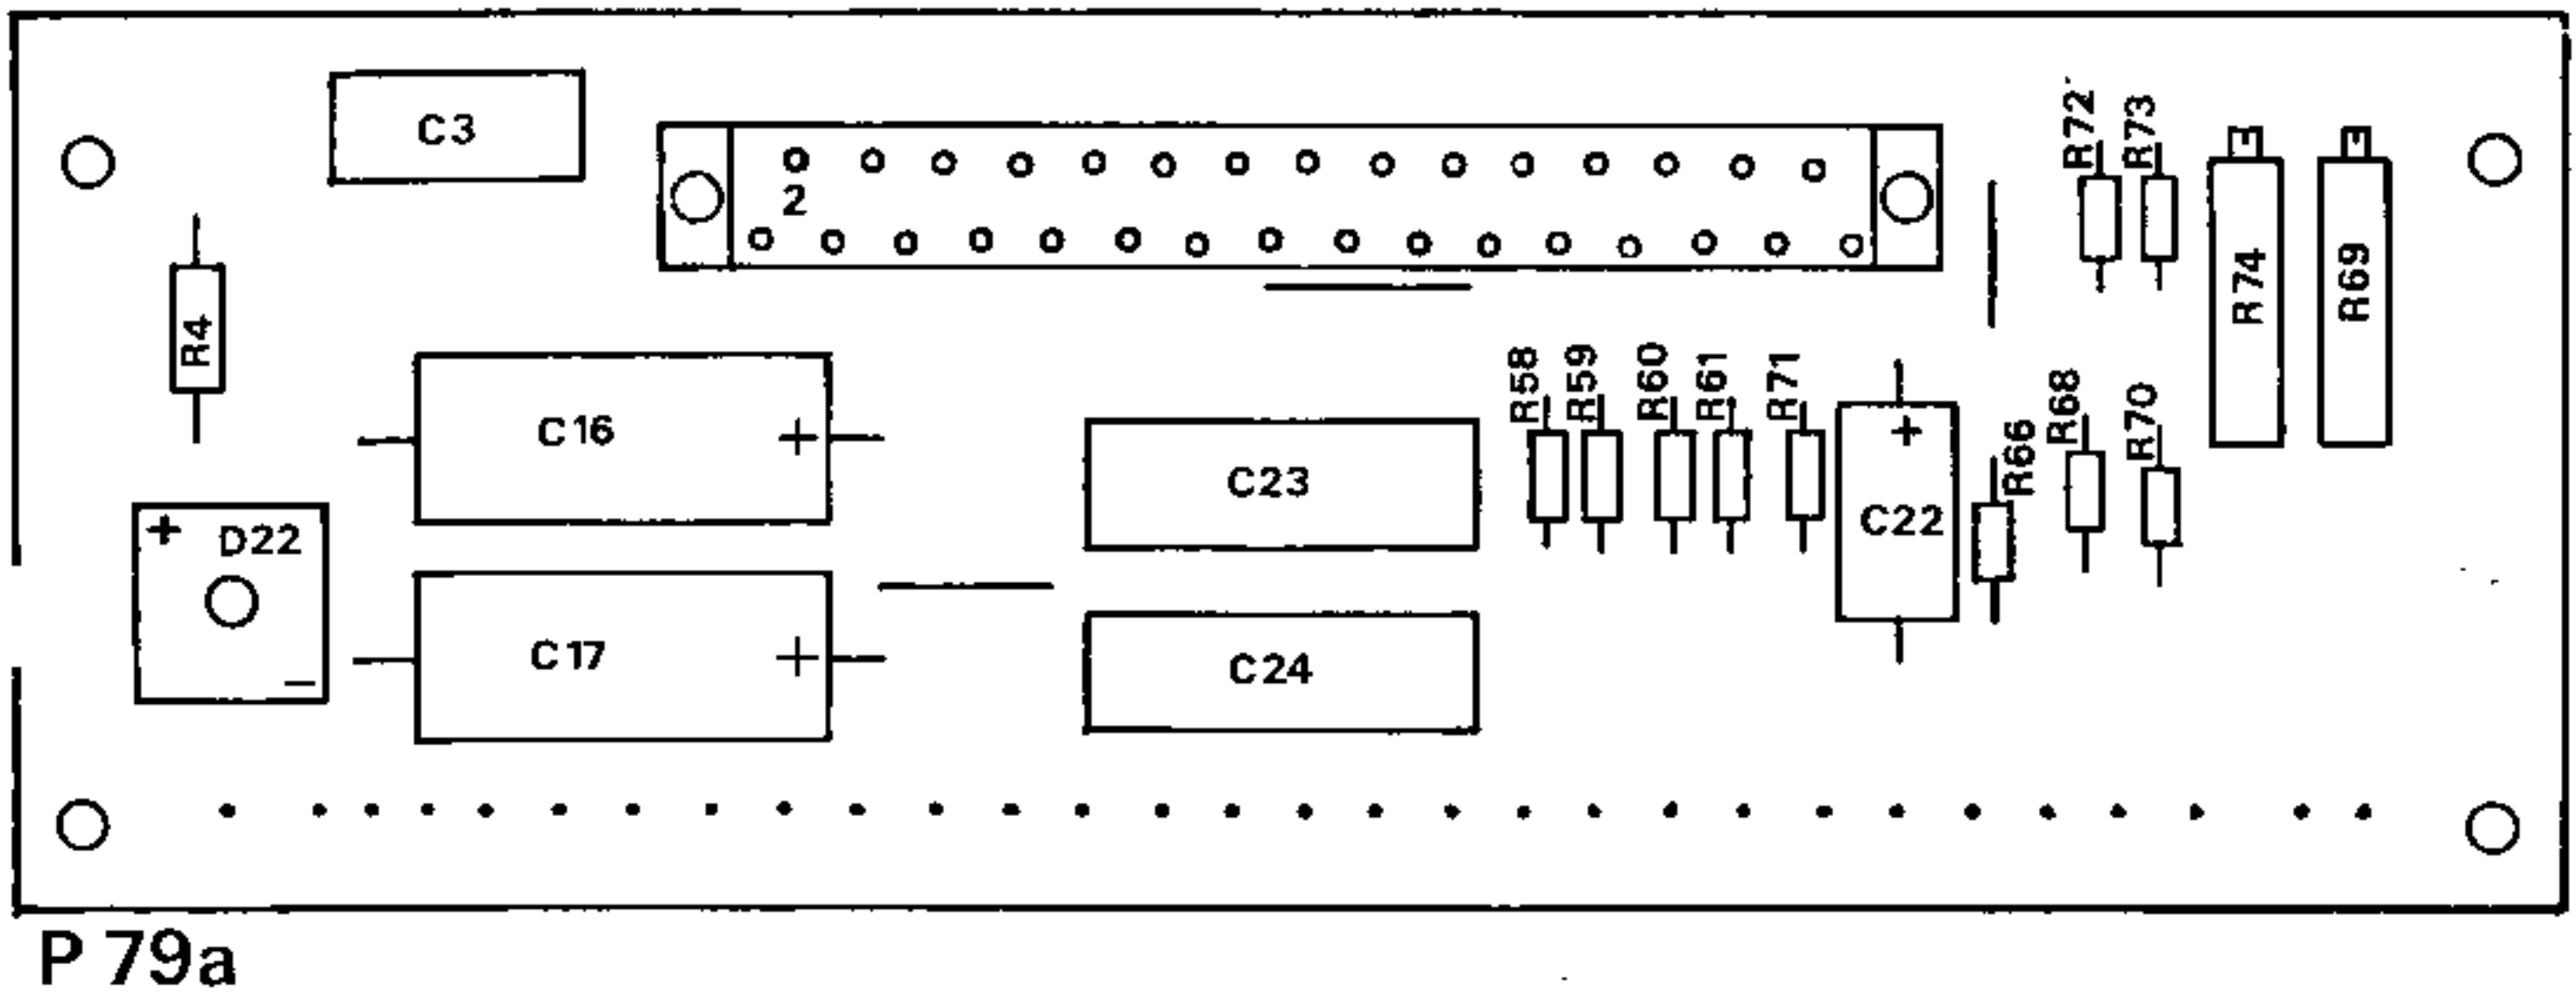 C3
2
R72
R73
R74
R69
R4
C16
+
R58
R59
R60
R61
R71
+
C22
R66
R68
R70
C23
+
D22
−
C17
+
C24
P 79a